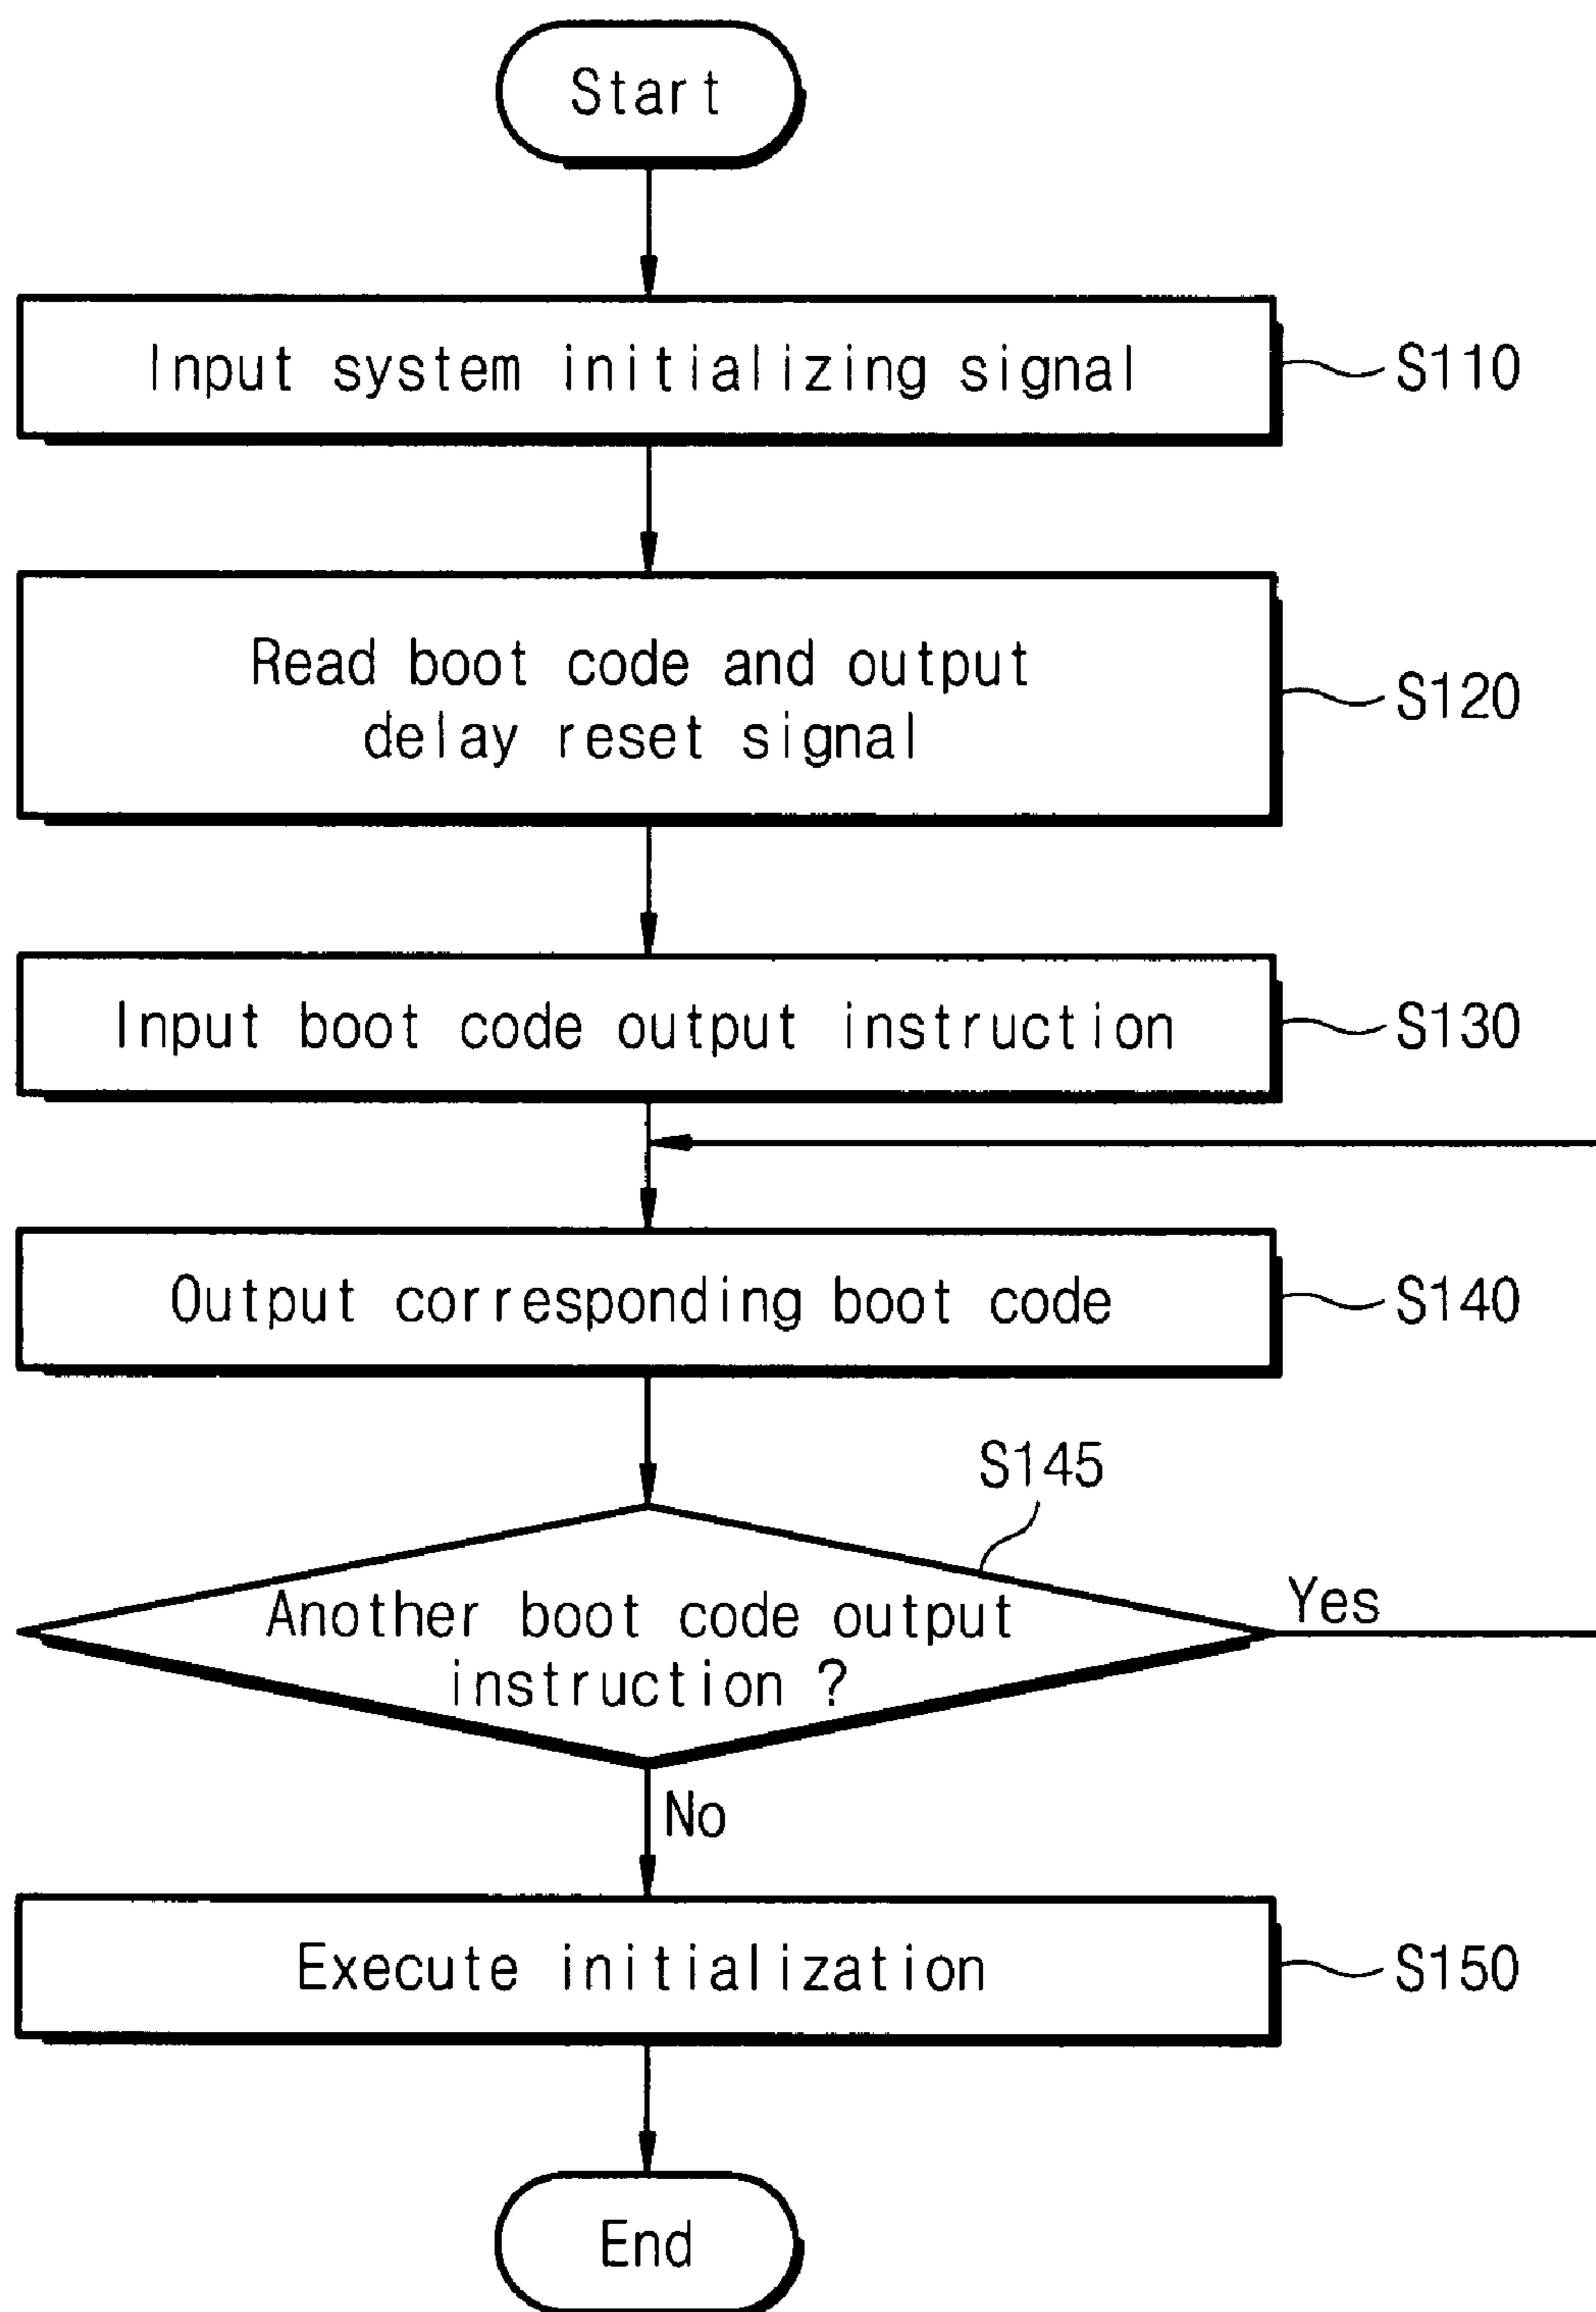 Start
Input system initializing signal
S110
Read boot code and output
delay reset signal
S120
Input boot code output instruction
S130
Output corresponding boot code
S140
S145
Another boot code output
instruction ?
Yes
No
Execute initialization
S150
End